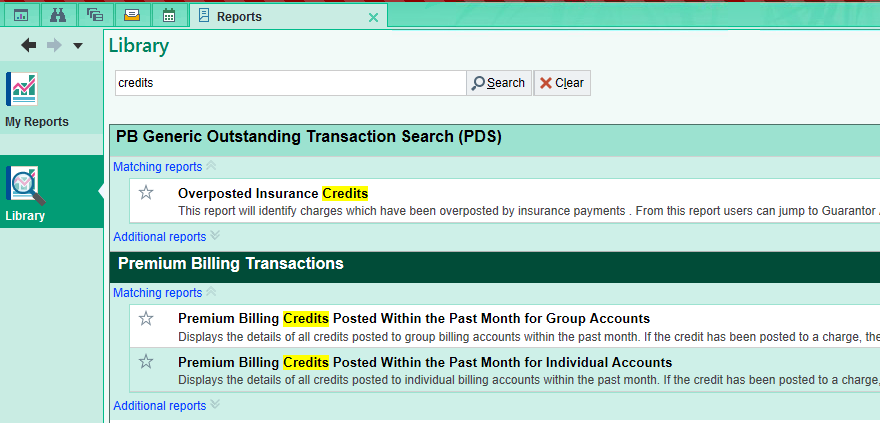 Reports
Library
credits
Search
Clear
My Reports
Library
PB Generic Outstanding Transaction Search (PDS)
Matching reports
Overposted Insurance Credits
This report will identify charges which have been overposted by insurance payments . From this report users can jump to Guarantor
Additional reports
Premium Billing Transactions
Matching reports
Premium Billing Credits Posted Within the Past Month for Group Accounts
Displays the details of all credits posted to group billing accounts within the past month. If the credit has been posted to a charge, the
Premium Billing Credits Posted Within the Past Month for Individual Accounts
Displays the details of all credits posted to individual billing accounts within the past month. If the credit has been posted to a charge,
Additional reports